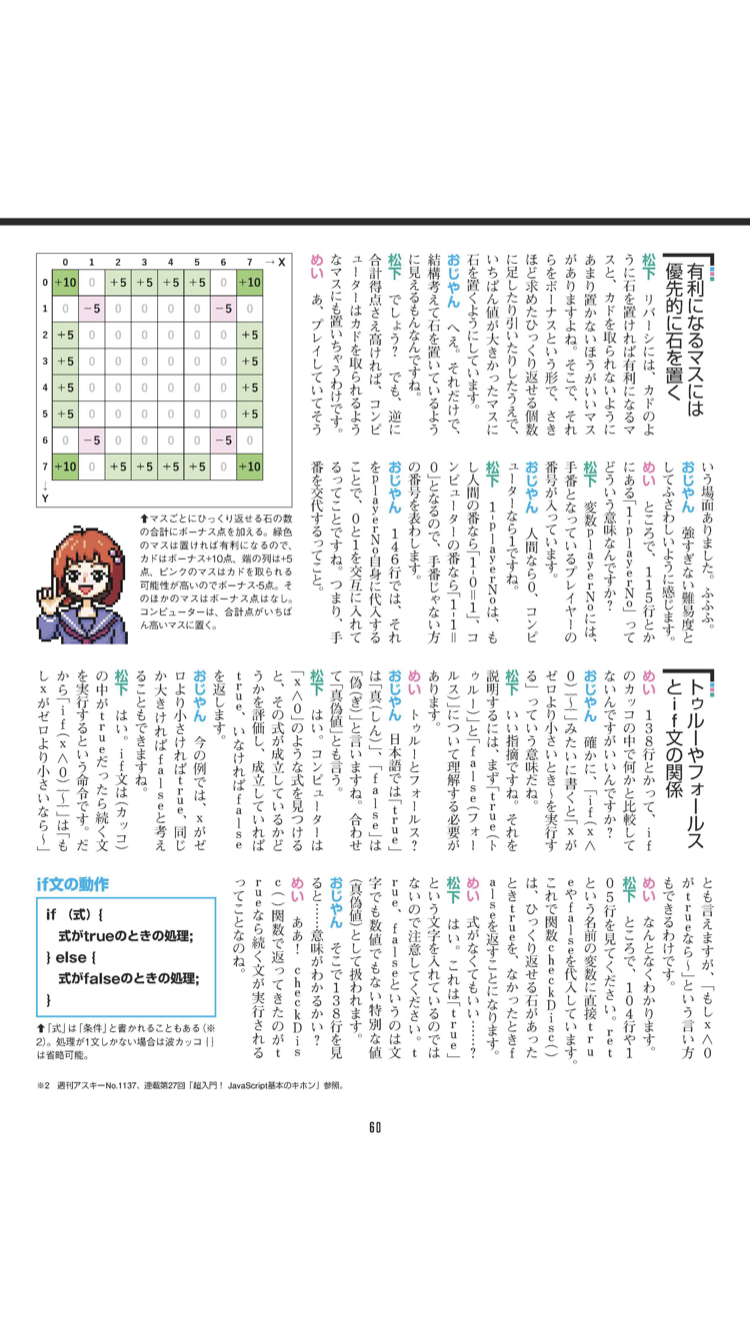 有利になるマスには
優先的に石を置く
松下　リバーシには、カドのよ
うに石を置ければ有利になるマ
スと、カドを取られないように
あまり置かないほうがいいマス
がありますよね。そこで、それ
らをボーナスという形で、さき
ほど求めたひっくり返せる個数
に足したり引いたりしたうえで、
いちばん値が大きかったマスに
石を置くようにしています。
おじやん　へぇ。それだけで、
結構考えて石を置いているよう
に見えるもんなんですね。
松下　でしょう？　でも、逆に
合計得点さえ高ければ、コンピ
ューターはカドを取られるよう
なマスにも置いちゃうわけです。
めい　あ、プレイしていてそう
0 1 2 3 4 5 6 7 →X
0 +10 0 +5 +5 +5 +5 0 +10
1 0 −5 0 0 0 0 −5 0
2 +5 0 0 0 0 0 0 +5
3 +5 0 0 0 0 0 0 +5
4 +5 0 0 0 0 0 0 +5
5 +5 0 0 0 0 0 0 +5
6 0 −5 0 0 0 0 −5 0
7 +10 0 +5 +5 +5 +5 0 +10
↓
Y
⬆マスごとにひっくり返せる石の数
の合計にボーナス点を加える。緑色
のマスは置ければ有利になるので、
カドはボーナス+10点、端の列は+5
点、ピンクのマスはカドを取られる
可能性が高いのでボーナス-5点。そ
のほかのマスはボーナス点はなし。
コンピューターは、合計点がいちば
ん高いマスに置く。
いう場面ありました。ふふふ。
おじやん　強すぎない難易度と
してふさわしいように感じます。
めい　ところで、115行とか
にある「1-playerNo」って
どういう意味なんですか？
松下　変数playerNoには、
手番となっているプレイヤーの
番号が入っています。
おじやん　人間なら0、コンピ
ューターなら1ですね。
松下　1-playerNoは、も
し人間の番なら「1-0=1」、コ
ンピューターの番なら「1-1=
0」となるので、手番じゃない方
の番号を表わします。
おじやん　146行では、それ
をplayerNo自身に代入する
ことで、0と1を交互に入れて
るってことですね。つまり、手
番を交代するってこと。
トゥルーやフォールス
とif文の関係
めい　138行とかって、if
のカッコの中で何かと比較して
ないんですがいいんですか？
おじやん　確かに、「if(x<
0){〜}」みたいに書くと「xが
ゼロより小さいとき〜を実行す
る」っていう意味だね。
松下　いい指摘ですね。それを
説明するには、まず「true(ト
ゥルー)」と「false(フォー
ルス)」について理解する必要が
あります。
めい　トゥルーとフォールス？
おじやん　日本語では「true」
は「真(しん)」、「false」は
「偽(ぎ)」と言いますね。合わせ
て「真偽値」とも言う。
松下　はい。コンピューターは
「x<0」のような式を見つける
と、その式が成立しているかど
うかを評価し、成立していれば
true、いなければfalse
を返します。
おじやん　今の例では、xがゼ
ロより小さければtrue、同じ
か大きければfalseと考え
ることもできますね。
松下　はい。if文は(カッコ)
の中がtrueだったら続く文
を実行するという命令です。だ
から「if(x<0){〜}」は「も
しxがゼロより小さいなら〜」
とも言えますが、「もしx<0
がtrueなら〜」という言い方
もできるわけです。
めい　なんとなくわかります。
松下　ところで、104行や1
05行を見てください。ret
という名前の変数に直接tru
eやfalseを代入しています。
これで関数checkDisc()
は、ひっくり返せる石があった
ときtrueを、なかったときf
alseを返すことになります。
めい　式がなくてもいい……？
松下　はい。これは「true」
という文字を入れているのでは
ないので注意してください。t
rue、falseというのは文
字でも数値でもない特別な値
(真偽値)として扱われます。
おじやん　そこで138行を見
ると……意味がわかるかい？
めい　ああ！　checkDis
c()関数で返ってきたのがt
rueなら続く文が実行される
ってことなのね。
if文の動作
if （式）{
式がtrueのときの処理;
} else {
式がfalseのときの処理;
}
⬆「式」は「条件」と書かれることもある（※
2）。処理が1文しかない場合は波カッコ { }
は省略可能。
※2　週刊アスキーNo.1137、連載第27回「超入門！ JavaScript基本のキホン」参照。
60